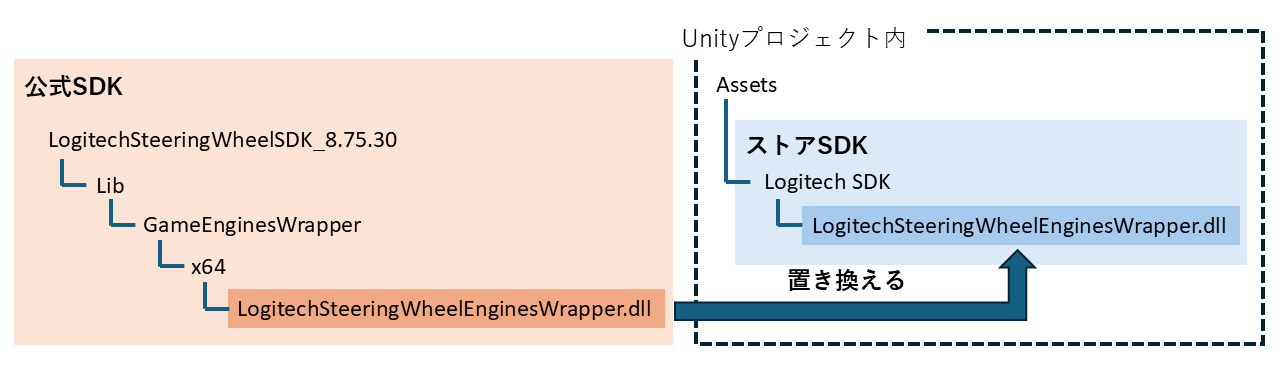 公式SDK
LogitechSteeringWheelSDK_8.75.30
Lib
GameEnginesWrapper
x64
LogitechSteeringWheelEnginesWrapper.dll
Unityプロジェクト内
Assets
ストアSDK
Logitech SDK
LogitechSteeringWheelEnginesWrapper.dll
置き換える